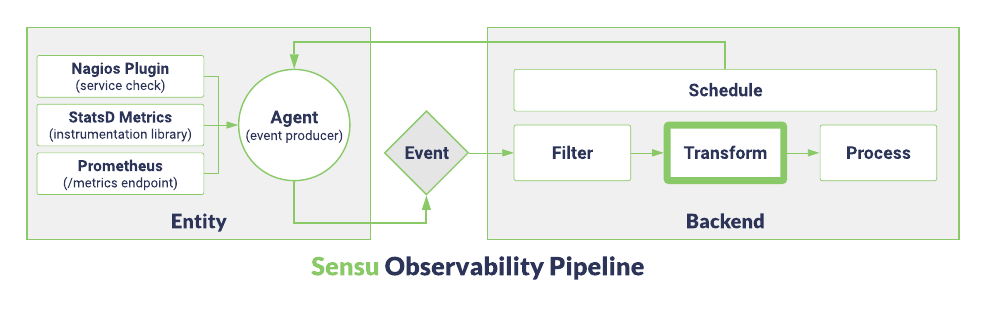 Nagios Plugin
(service check)
StatsD Metrics
(instrumentation library)
Prometheus
(/metrics endpoint)
Agent
(event producer)
Entity
Event
Schedule
Filter
Transform
Process
Backend
Sensu Observability Pipeline